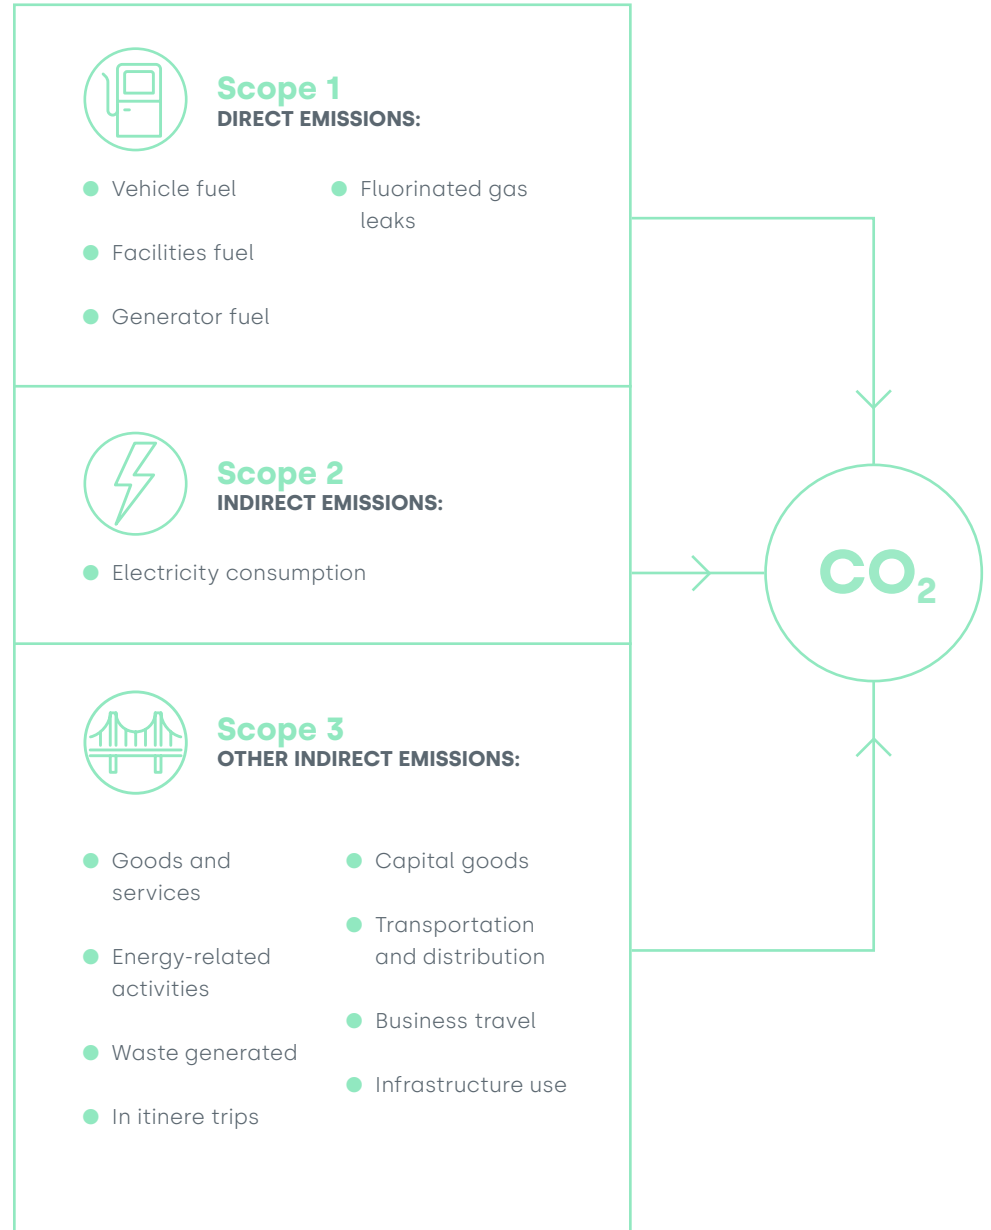 Scope 1
DIRECT EMISSIONS:
Vehicle fuel
Facilities fuel
Generator fuel
Fluorinated gas
leaks
Scope 2
INDIRECT EMISSIONS:
Electricity consumption
Scope 3
OTHER INDIRECT EMISSIONS:
Goods and
services
Energy-related
activities
Waste generated
In itinere trips
Capital goods
Transportation
and distribution
Business travel
Infrastructure use
CO₂